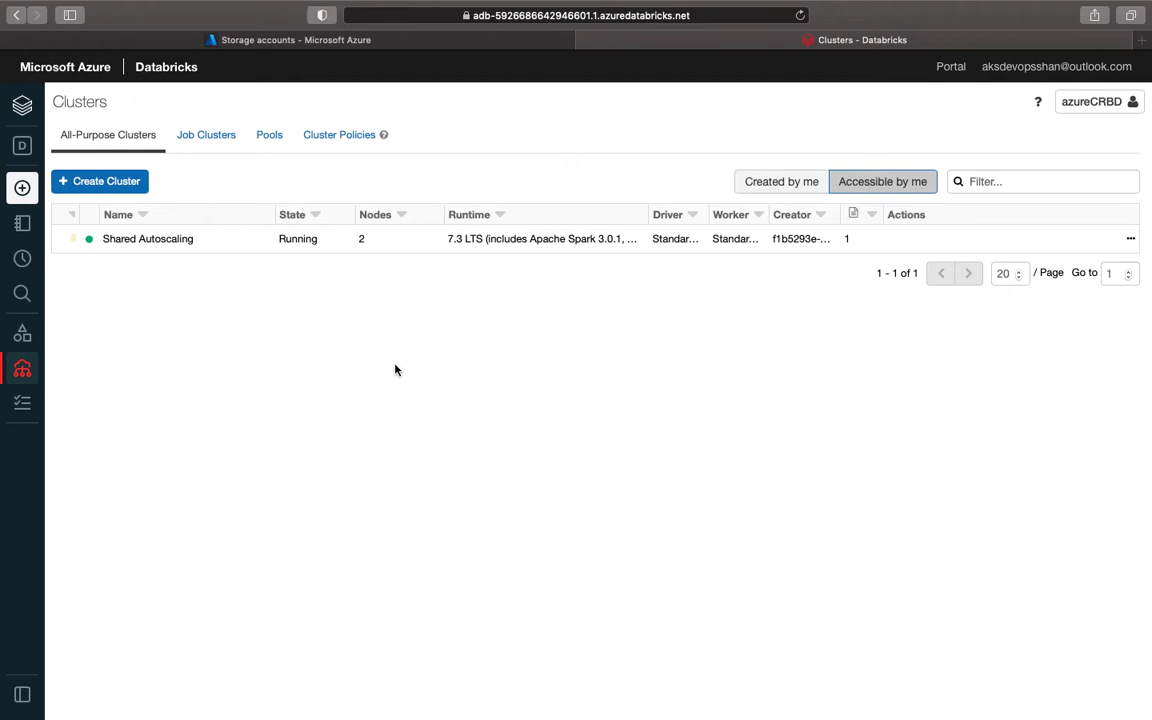 adb-5926686642946601.1.azuredatabricks.net
Storage accounts - Microsoft Azure
Clusters - Databricks
Microsoft Azure | Databricks
Portal
aksdevopsshan@outlook.com
Clusters
?
azureCRBD
All-Purpose Clusters
Job Clusters
Pools
Cluster Policies ?
+ Create Cluster
Created by me
Accessible by me
Filter...
Name State Nodes Runtime Driver Worker Creator Actions
Shared Autoscaling Running 2 7.3 LTS (includes Apache Spark 3.0.1, ... Standar... Standar... f1b5293e-... 1 ...
1 - 1 of 1 < > 20 / Page Go to 1
D